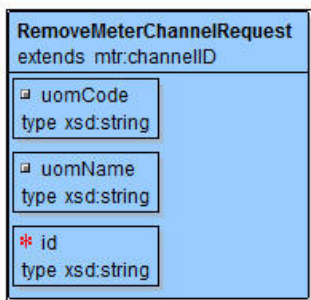 RemoveMeterChannelRequest
extends mtr:channelID
uomCode
type xsd:string
uomName
type xsd:string
* id
type xsd:string